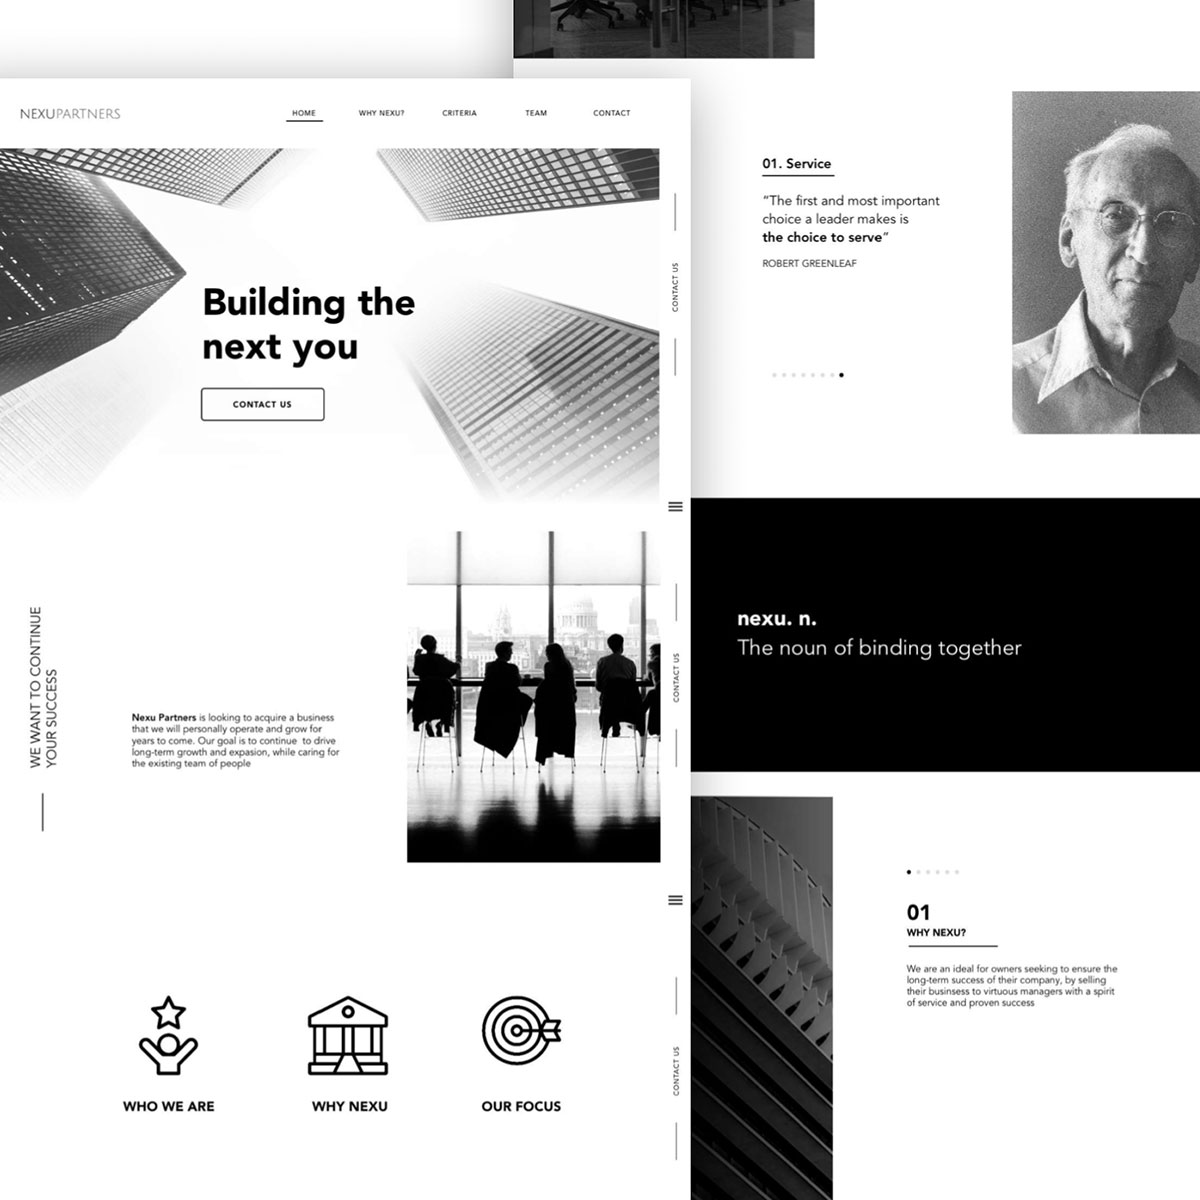 NEXUPARTNERS
HOME
WHY NEXU?
CRITERIA
TEAM
CONTACT
Building the
next you
CONTACT US
CONTACT US
WE WANT TO CONTINUE
YOUR SUCCESS
Nexu Partners is looking to acquire a business
that we will personally operate and grow for
years to come. Our goal is to continue to drive
long-term growth and expasion, while caring for
the existing team of people
CONTACT US
WHO WE ARE
WHY NEXU
OUR FOCUS
CONTACT US
01. Service
“The first and most important
choice a leader makes is
the choice to serve”
ROBERT GREENLEAF
nexu. n.
The noun of binding together
01
WHY NEXU?
We are an ideal for owners seeking to ensure the
long-term success of their company, by selling
their businsess to virtuous managers with a spirit
of service and proven success